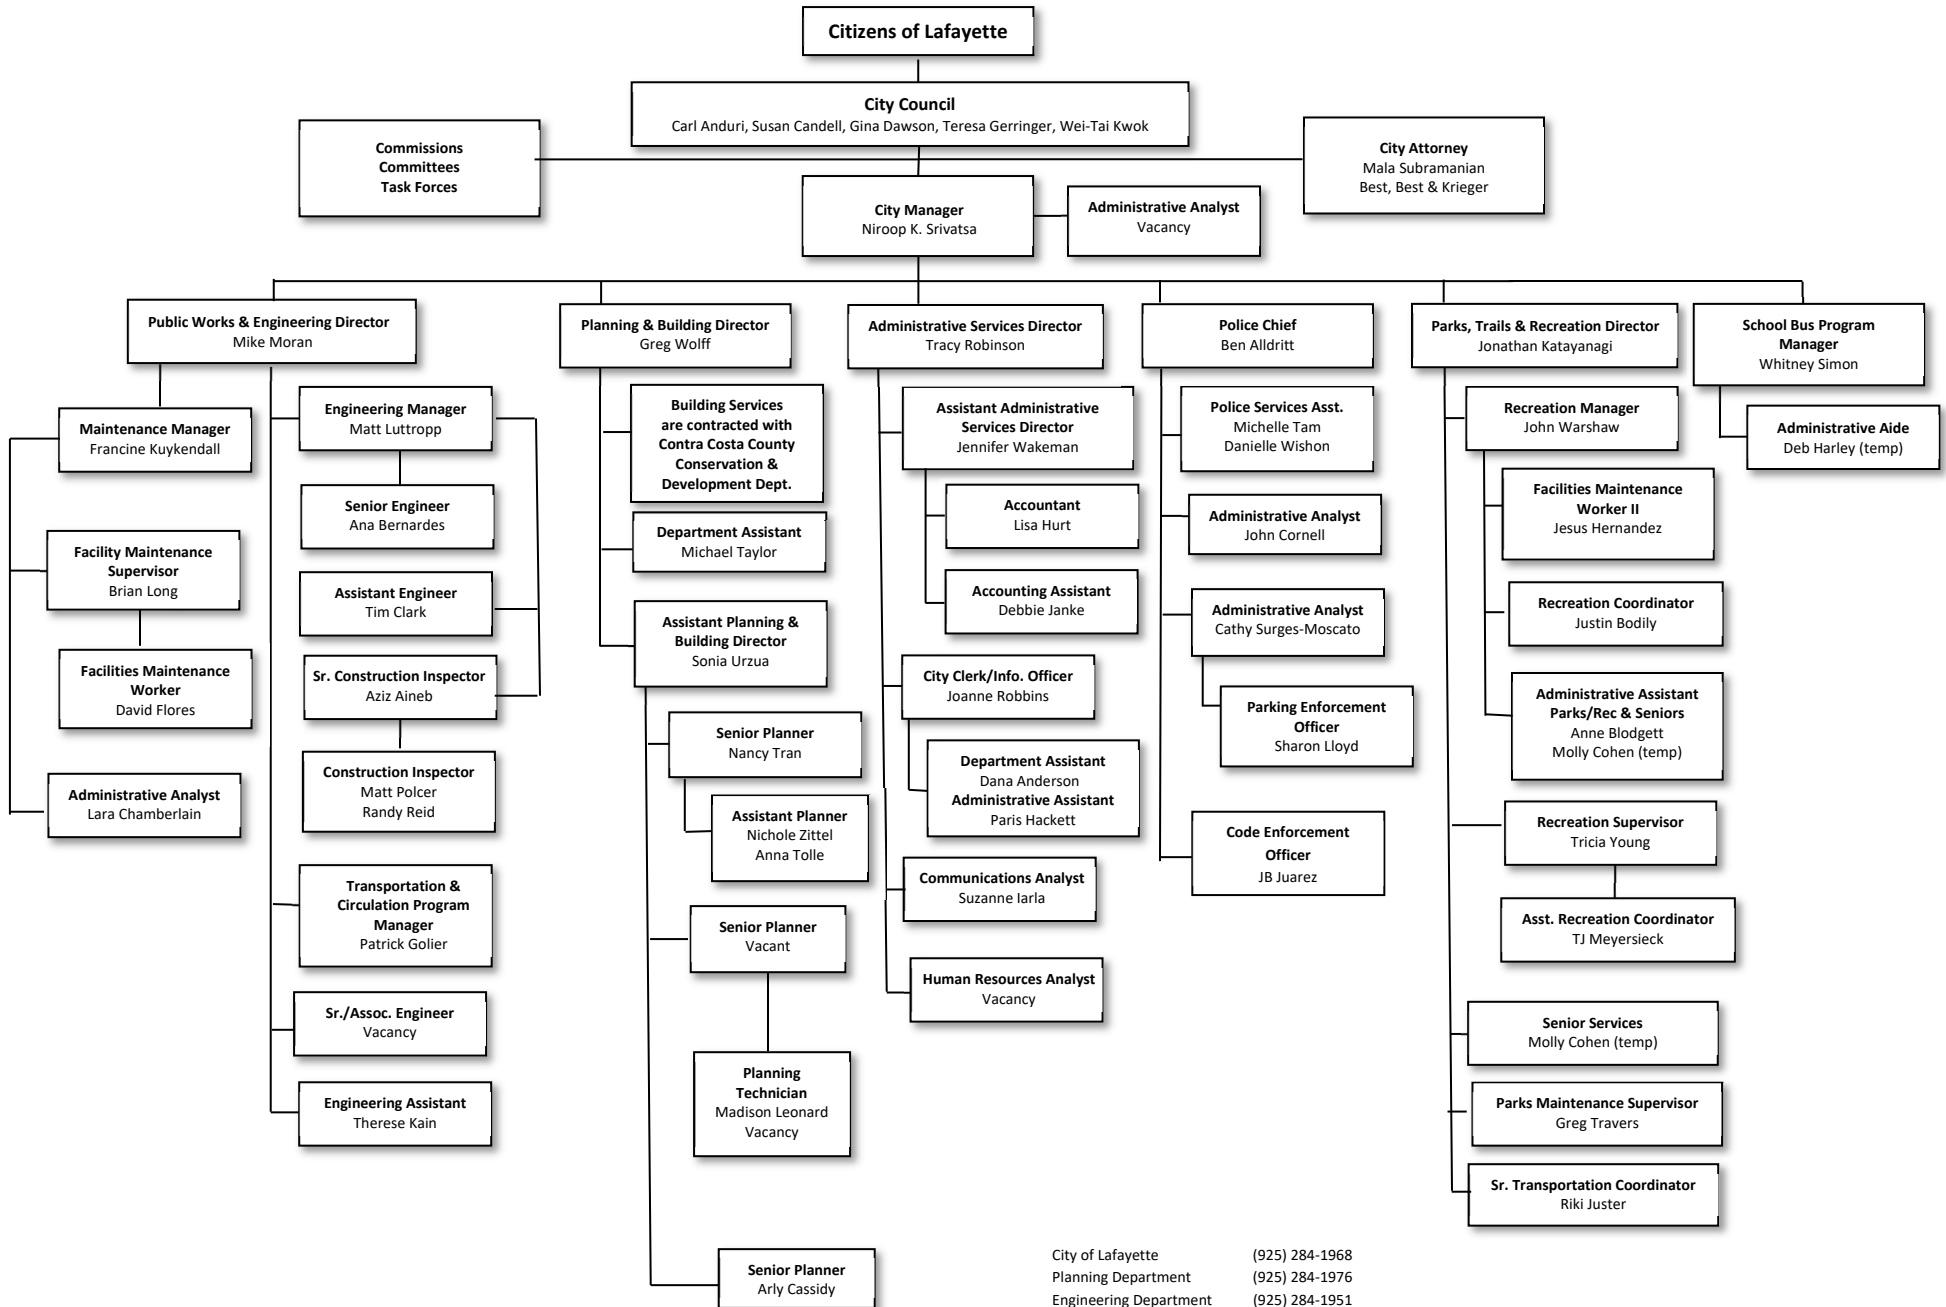 Citizens of Lafayette
City Council
Carl Anduri, Susan Candell, Gina Dawson, Teresa Gerringer, Wei-Tai Kwok
Commissions
Committees
Task Forces
City Attorney
Mala Subramanian
Best, Best & Krieger
City Manager
Niroop K. Srivatsa
Administrative Analyst
Vacancy
Public Works & Engineering Director
Mike Moran
Maintenance Manager
Francine Kuykendall
Facility Maintenance
Supervisor
Brian Long
Facilities Maintenance
Worker
David Flores
Administrative Analyst
Lara Chamberlain
Engineering Manager
Matt Luttropp
Senior Engineer
Ana Bernardes
Assistant Engineer
Tim Clark
Sr. Construction Inspector
Aziz Aineb
Construction Inspector
Matt Polcer
Randy Reid
Transportation &
Circulation Program
Manager
Patrick Golier
Sr./Assoc. Engineer
Vacancy
Engineering Assistant
Therese Kain
Planning & Building Director
Greg Wolff
Building Services
are contracted with
Contra Costa County
Conservation &
Development Dept.
Department Assistant
Michael Taylor
Assistant Planning &
Building Director
Sonia Urzua
Senior Planner
Nancy Tran
Assistant Planner
Nichole Zittel
Anna Tolle
Senior Planner
Vacant
Planning
Technician
Madison Leonard
Vacancy
Senior Planner
Arly Cassidy
Administrative Services Director
Tracy Robinson
Assistant Administrative
Services Director
Jennifer Wakeman
Accountant
Lisa Hurt
Accounting Assistant
Debbie Janke
City Clerk/Info. Officer
Joanne Robbins
Department Assistant
Dana Anderson
Administrative Assistant
Paris Hackett
Communications Analyst
Suzanne Iarla
Human Resources Analyst
Vacancy
Police Chief
Ben Alldritt
Police Services Asst.
Michelle Tam
Danielle Wishon
Administrative Analyst
John Cornell
Administrative Analyst
Cathy Surges-Moscato
Parking Enforcement
Officer
Sharon Lloyd
Code Enforcement
Officer
JB Juarez
Parks, Trails & Recreation Director
Jonathan Katayanagi
Recreation Manager
John Warshaw
Facilities Maintenance
Worker II
Jesus Hernandez
Recreation Coordinator
Justin Bodily
Administrative Assistant
Parks/Rec & Seniors
Anne Blodgett
Molly Cohen (temp)
Recreation Supervisor
Tricia Young
Asst. Recreation Coordinator
TJ Meyersieck
Senior Services
Molly Cohen (temp)
Parks Maintenance Supervisor
Greg Travers
Sr. Transportation Coordinator
Riki Juster
School Bus Program
Manager
Whitney Simon
Administrative Aide
Deb Harley (temp)
City of Lafayette (925) 284-1968
Planning Department (925) 284-1976
Engineering Department (925) 284-1951